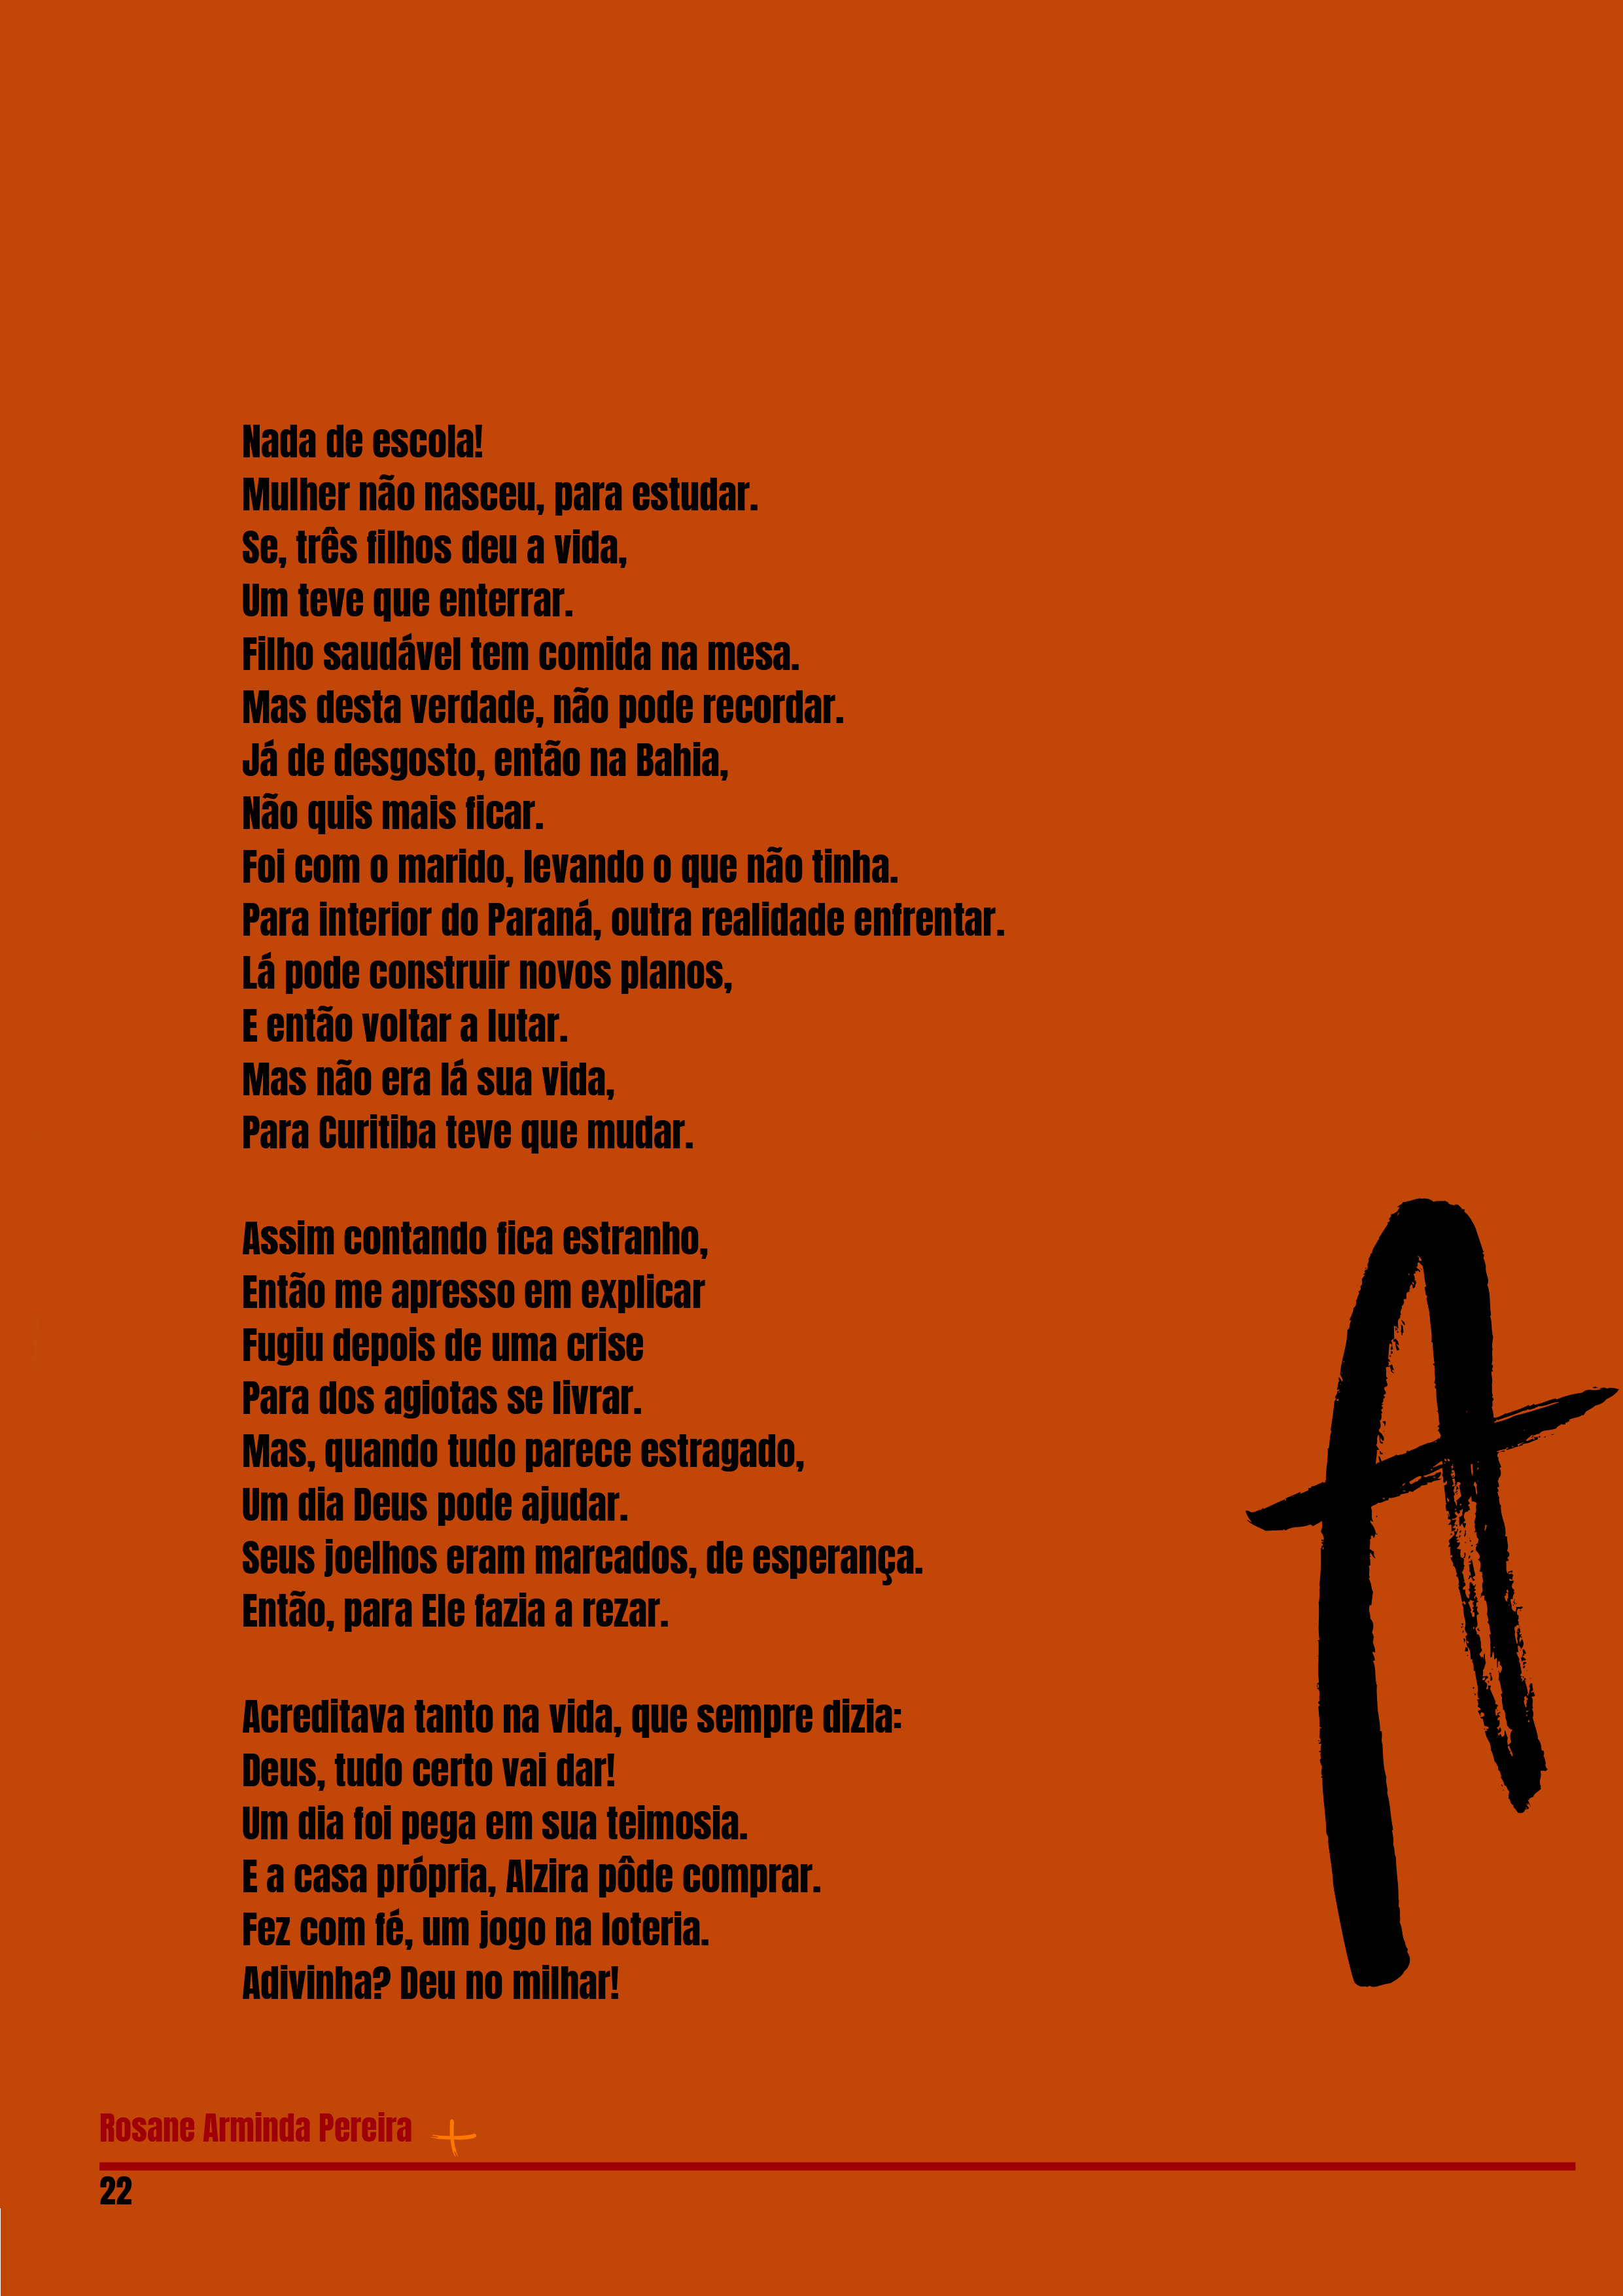 Nada de escola!
Mulher não nasceu, para estudar.
Se, três filhos deu a vida,
Um teve que enterrar.
Filho saudável tem comida na mesa.
Mas desta verdade, não pode recordar.
Já de desgosto, então na Bahia,
Não quis mais ficar.
Foi com o marido, levando o que não tinha.
Para interior do Paraná, outra realidade enfrentar.
Lá pode construir novos planos,
E então voltar a lutar.
Mas não era lá sua vida,
Para Curitiba teve que mudar.
Assim contando fica estranho,
Então me apresso em explicar
Fugiu depois de uma crise
Para dos agiotas se livrar.
Mas, quando tudo parece estragado,
Um dia Deus pode ajudar.
Seus joelhos eram marcados, de esperança.
Então, para Ele fazia a rezar.
Acreditava tanto na vida, que sempre dizia:
Deus, tudo certo vai dar!
Um dia foi pega em sua teimosia.
E a casa própria, Alzira pôde comprar.
Fez com fé, um jogo na loteria.
Adivinha? Deu no milhar!
A
Rosane Arminda Pereira
22